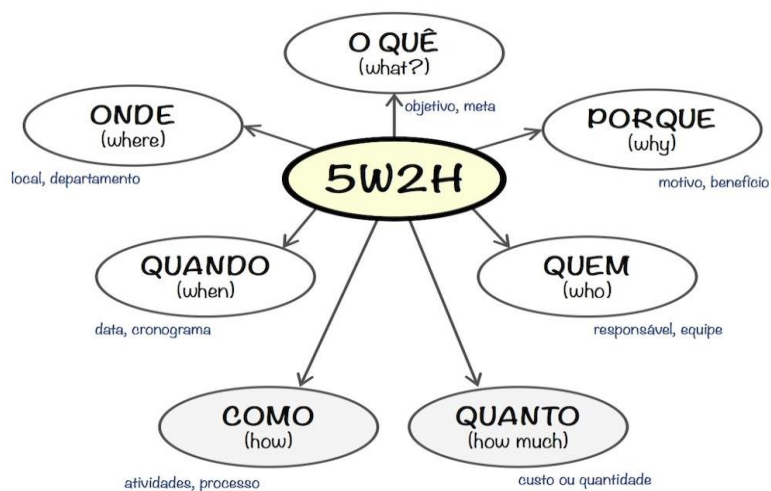 O QUÊ
(what?)
objetivo, meta
ONDE
(where)
local, departamento
PORQUE
(why)
motivo, benefício
5W2H
QUANDO
(when)
data, cronograma
QUEM
(who)
responsável, equipe
COMO
(how)
atividades, processo
QUANTO
(how much)
custo ou quantidade